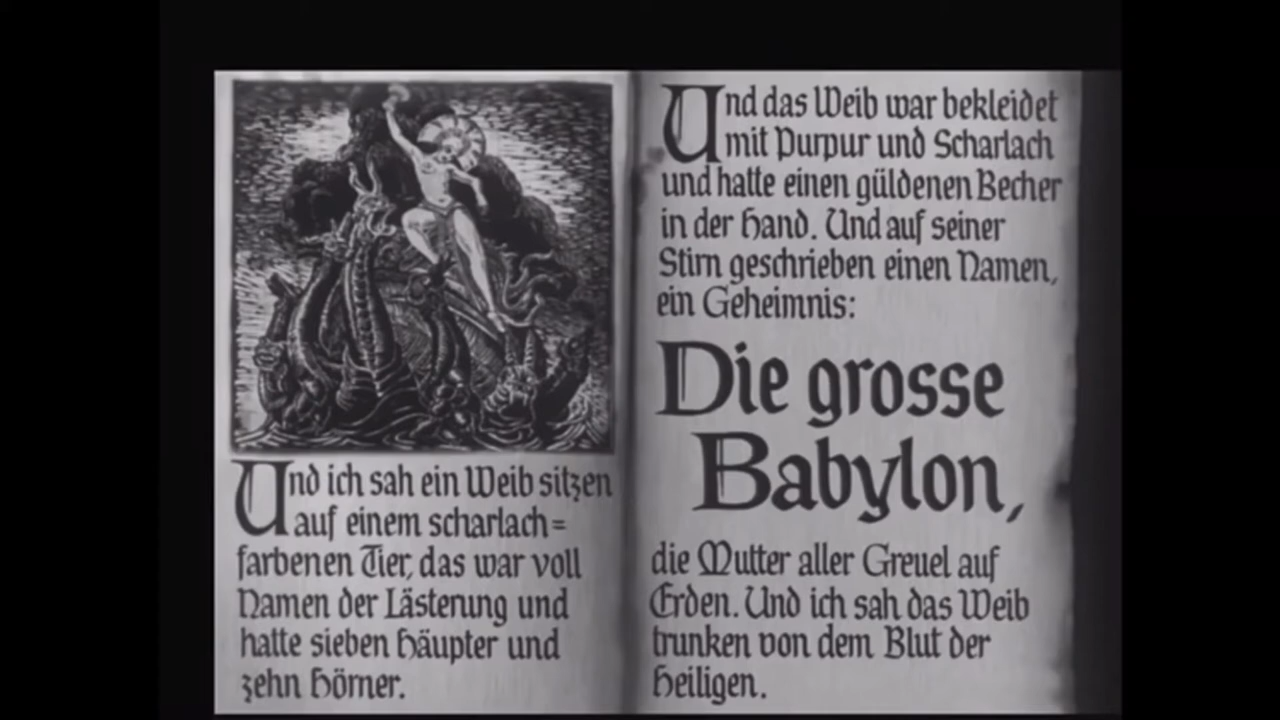 Und ich sah ein Weib sitzen
auf einem scharlach=
farbenen Tier, das war voll
Namen der Lästerung und
hatte sieben Häupter und
zehn Hörner.
Und das Weib war bekleidet
mit Purpur und Scharlach
und hatte einen güldenen Becher
in der Hand. Und auf seiner
Stirn geschrieben einen Namen,
ein Geheimnis:
Die grosse
Babylon,
die Mutter aller Greuel auf
Erden. Und ich sah das Weib
trunken von dem Blut der
Heiligen.